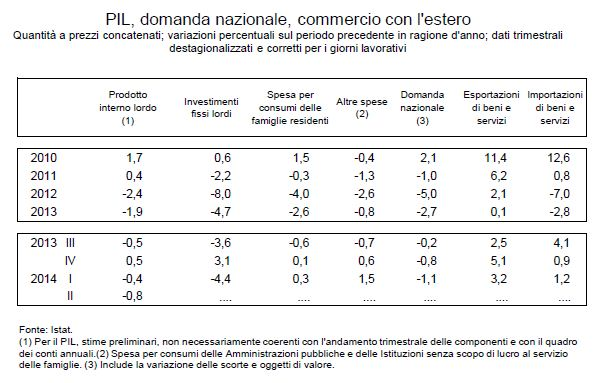 PIL, domanda nazionale, commercio con l'estero
Quantità a prezzi concatenati; variazioni percentuali sul periodo precedente in ragione d'anno; dati trimestrali
destagionalizzati e corretti per i giorni lavorativi
Prodotto interno lordo (1) Investimenti fissi lordi Spesa per consumi delle famiglie residenti Altre spese (2) Domanda nazionale (3) Esportazioni di beni e servizi Importazioni di beni e servizi
2010 1,7 0,6 1,5 -0,4 2,1 11,4 12,6
2011 0,4 -2,2 -0,3 -1,3 -1,0 6,2 0,8
2012 -2,4 -8,0 -4,0 -2,6 -5,0 2,1 -7,0
2013 -1,9 -4,7 -2,6 -0,8 -2,7 0,1 -2,8
2013 III -0,5 -3,6 -0,6 -0,7 -0,2 2,5 4,1
IV 0,5 3,1 0,1 0,6 -0,8 5,1 0,9
2014 I -0,4 -4,4 0,3 1,5 -1,1 3,2 1,2
II -0,8 .... .... .... .... .... ....
Fonte: Istat.
(1) Per il PIL, stime preliminari, non necessariamente coerenti con l'andamento trimestrale delle componenti e con il quadro
dei conti annuali.(2) Spesa per consumi delle Amministrazioni pubbliche e delle Istituzioni senza scopo di lucro al servizio
delle famiglie. (3) Include la variazione delle scorte e oggetti di valore.